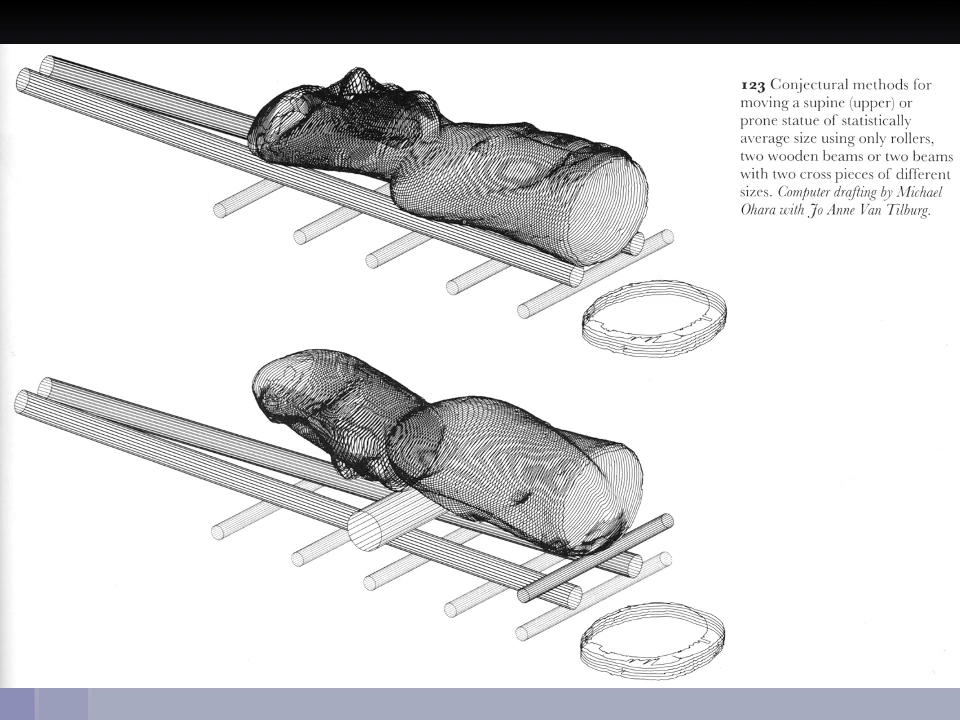 123 Conjectural methods for
moving a supine (upper) or
prone statue of statistically
average size using only rollers,
two wooden beams or two beams
with two cross pieces of different
sizes. Computer drafting by Michael
Ohara with Jo Anne Van Tilburg.